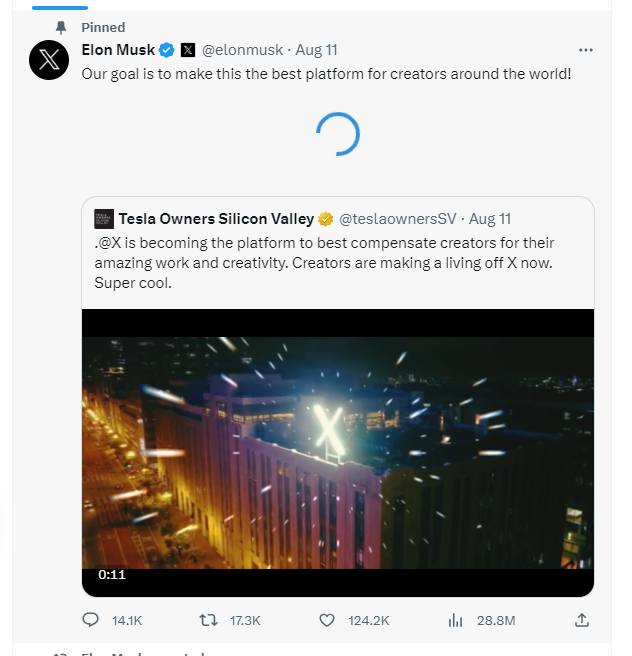 Pinned
Elon Musk X @elonmusk · Aug 11
Our goal is to make this the best platform for creators around the world!
Tesla Owners Silicon Valley @teslaownersSV · Aug 11
.@X is becoming the platform to best compensate creators for their
amazing work and creativity. Creators are making a living off X now.
Super cool.
X
0:11
14.1K 17.3K 124.2K 28.8M